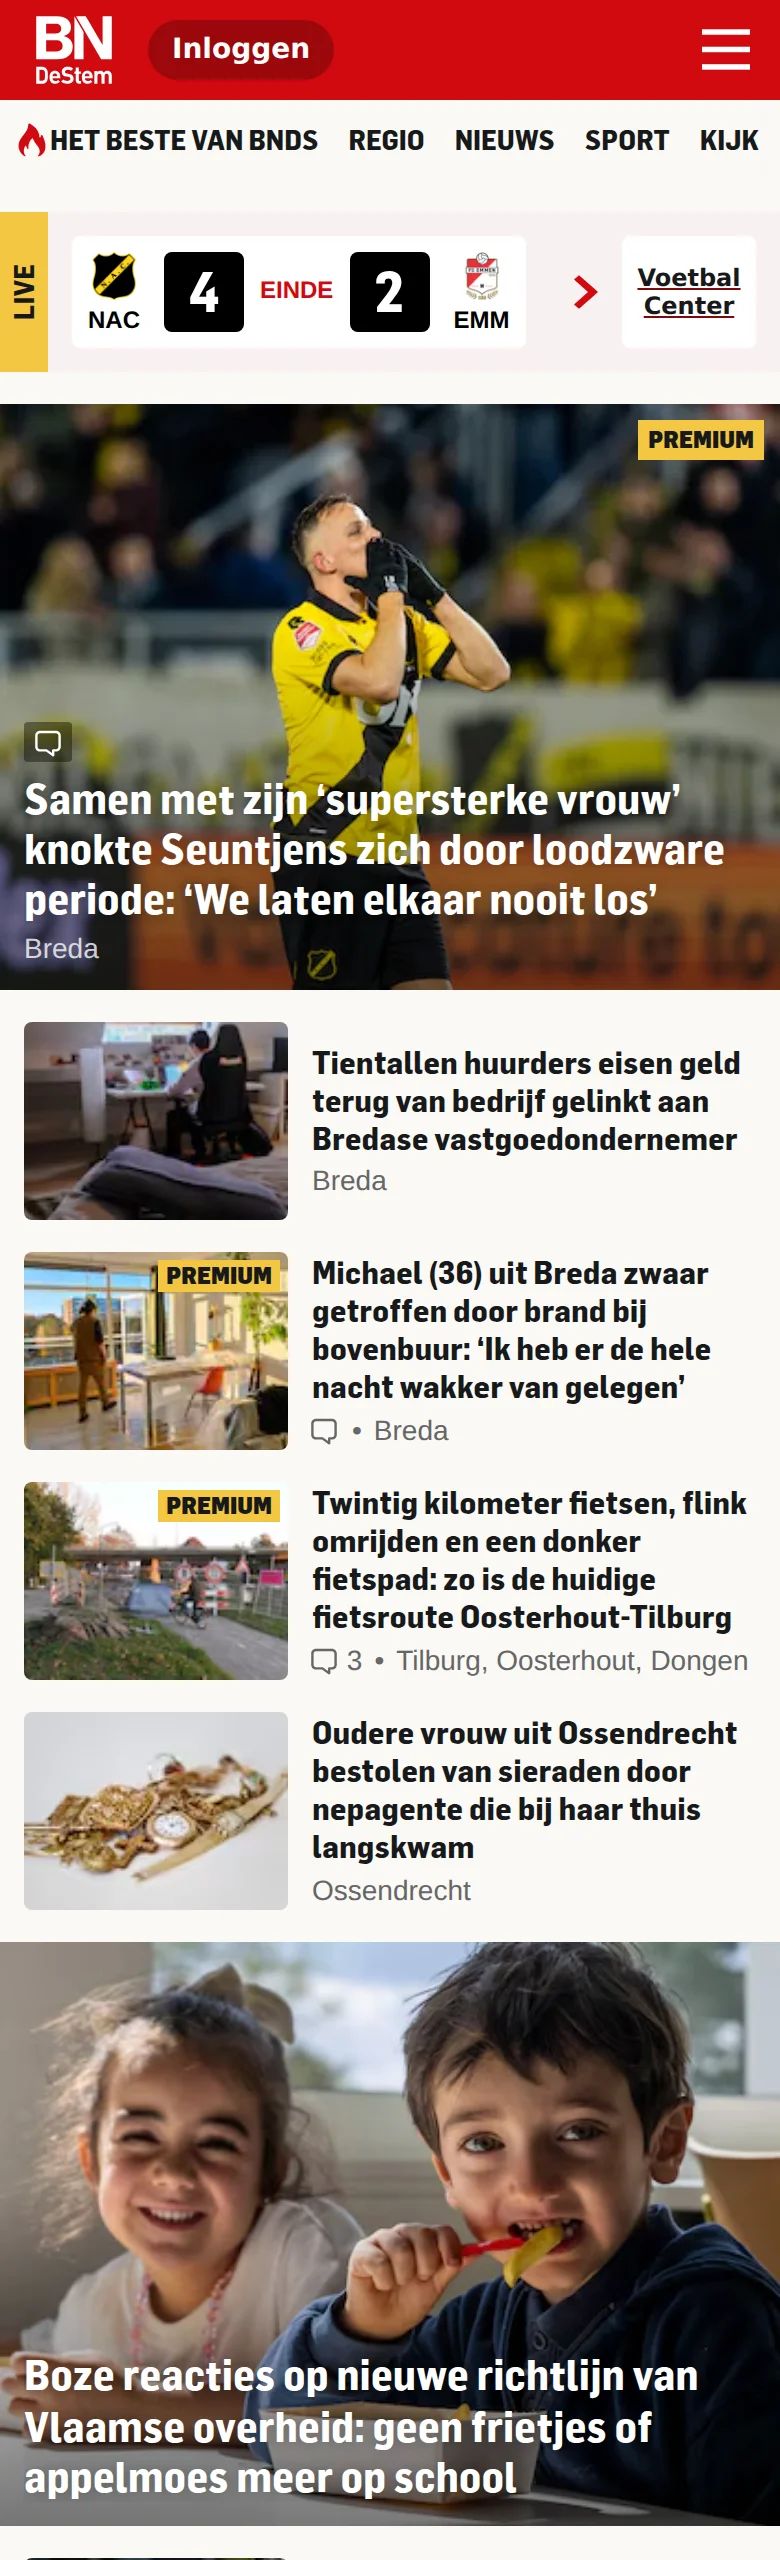 BN
DeStem
Inloggen
HET BESTE VAN BNDS
REGIO
NIEUWS
SPORT
KIJK
LIVE
NAC
4
EINDE
2
EMM
Voetbal
Center
PREMIUM
Samen met zijn ‘supersterke vrouw’
knokte Seuntjens zich door loodzware
periode: ‘We laten elkaar nooit los’
Breda
Tientallen huurders eisen geld
terug van bedrijf gelinkt aan
Bredase vastgoedondernemer
Breda
PREMIUM
Michael (36) uit Breda zwaar
getroffen door brand bij
bovenbuur: ‘Ik heb er de hele
nacht wakker van gelegen’
• Breda
PREMIUM
Twintig kilometer fietsen, flink
omrijden en een donker
fietspad: zo is de huidige
fietsroute Oosterhout-Tilburg
3 • Tilburg, Oosterhout, Dongen
Oudere vrouw uit Ossendrecht
bestolen van sieraden door
nepagente die bij haar thuis
langskwam
Ossendrecht
Boze reacties op nieuwe richtlijn van
Vlaamse overheid: geen frietjes of
appelmoes meer op school